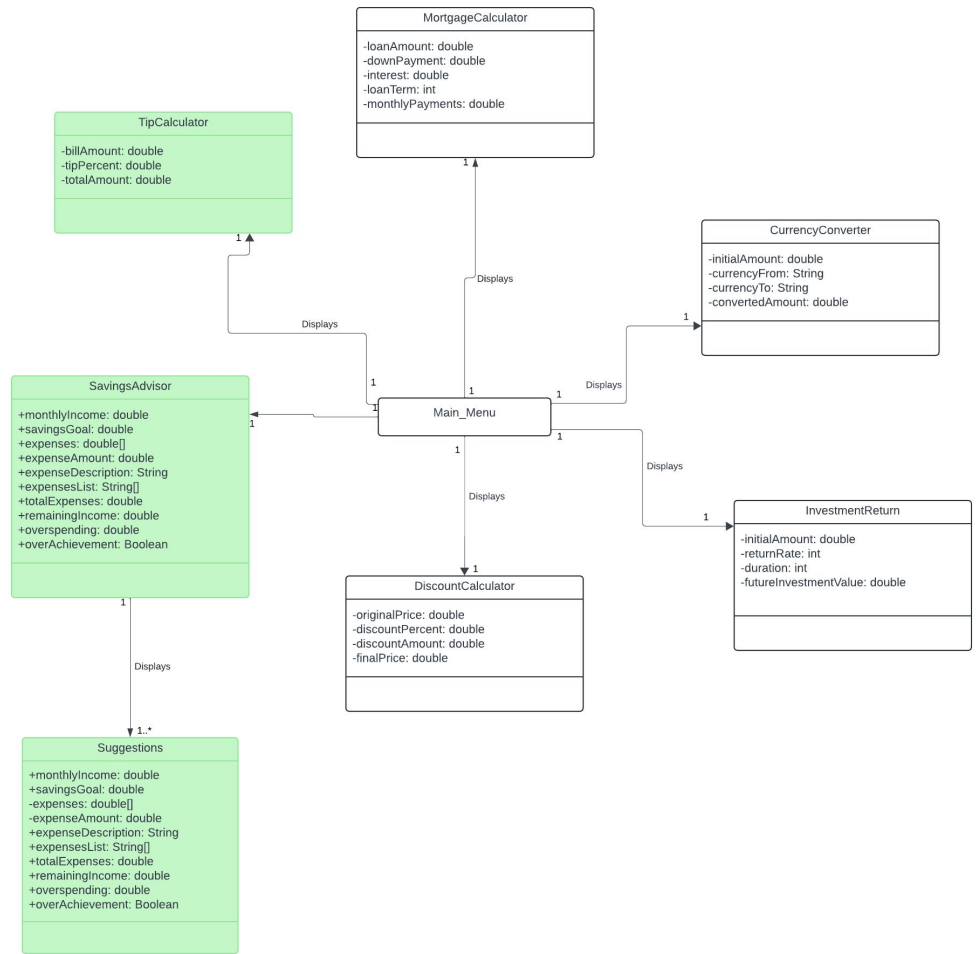 MortgageCalculator
-loanAmount: double
-downPayment: double
-interest: double
-loanTerm: int
-monthlyPayments: double
1
TipCalculator
-billAmount: double
-tipPercent: double
-totalAmount: double
1
CurrencyConverter
-initialAmount: double
-currencyFrom: String
-currencyTo: String
-convertedAmount: double
1
Displays
Displays
Displays
1
1
1
1
Main_Menu
1
1
SavingsAdvisor
+monthlyIncome: double
+savingsGoal: double
+expenses: double[]
+expenseAmount: double
+expenseDescription: String
+expensesList: String[]
+totalExpenses: double
+remainingIncome: double
+overspending: double
+overAchievement: Boolean
1
1
Displays
Displays
1
1
InvestmentReturn
-initialAmount: double
-returnRate: int
-duration: int
-futureInvestmentValue: double
DiscountCalculator
-originalPrice: double
-discountPercent: double
-discountAmount: double
-finalPrice: double
Displays
1..*
Suggestions
+monthlyIncome: double
+savingsGoal: double
-expenses: double[]
-expenseAmount: double
+expenseDescription: String
+expensesList: String[]
+totalExpenses: double
+remainingIncome: double
+overspending: double
+overAchievement: Boolean